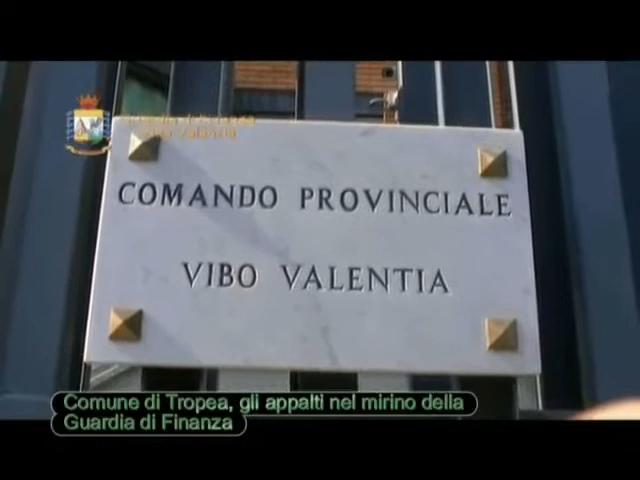 COMANDO PROVINCIALE
VIBO VALENTIA
Comune di Tropea, gli appalti nel mirino della
Guardia di Finanza